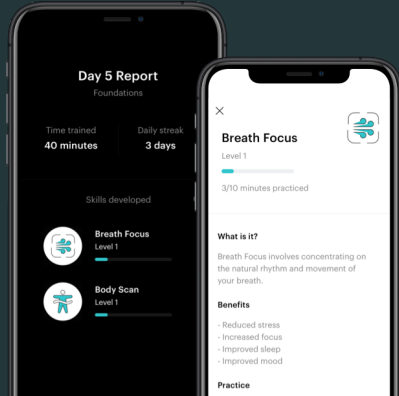 Day 5 Report
Foundations
Time trained
Daily streak
40 minutes
3 days
Skills developed
Breath Focus
Level 1
Body Scan
Level 1
Breath Focus
Level 1
3/10 minutes practiced
What is it?
Breath Focus involves concentrating on
the natural rhythm and movement of
your breath.
Benefits
- Reduced stress
- Increased focus
- Improved sleep
- Improved mood
Practice